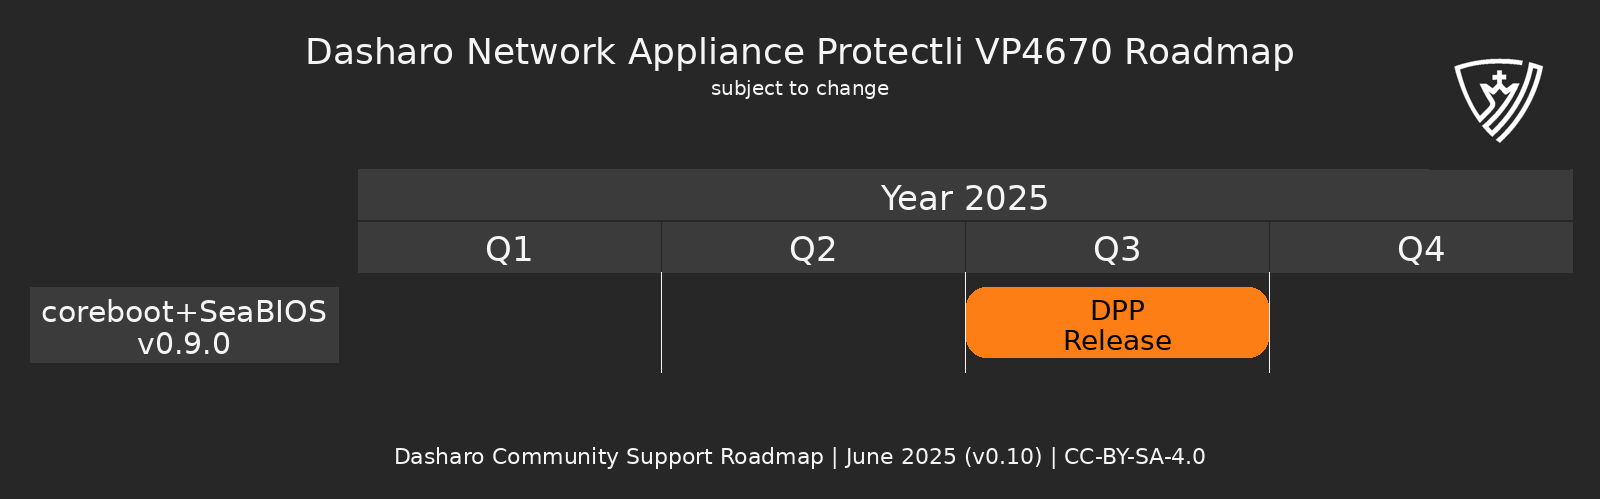 Dasharo Network Appliance Protectli VP4670 Roadmap
subject to change
Year 2025
Q1 Q2 Q3 Q4
coreboot+SeaBIOS
v0.9.0
DPP
Release
Dasharo Community Support Roadmap | June 2025 (v0.10) | CC-BY-SA-4.0